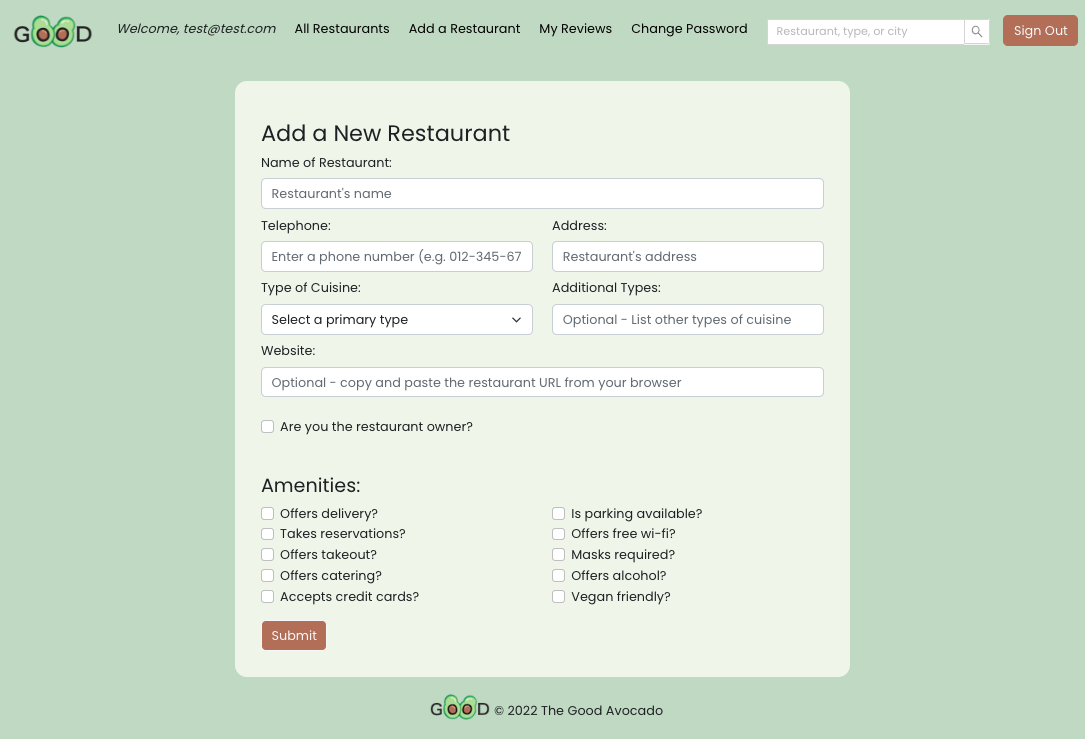 GOOD Welcome, test@test.com All Restaurants Add a Restaurant My Reviews Change Password Restaurant, type, or city Sign Out
Add a New Restaurant
Name of Restaurant:
Restaurant's name
Telephone: Address:
Enter a phone number (e.g. 012-345-67 Restaurant's address
Type of Cuisine: Additional Types:
Select a primary type Optional - List other types of cuisine
Website:
Optional - copy and paste the restaurant URL from your browser
Are you the restaurant owner?
Amenities:
Offers delivery? Is parking available?
Takes reservations? Offers free wi-fi?
Offers takeout? Masks required?
Offers catering? Offers alcohol?
Accepts credit cards? Vegan friendly?
Submit
GOOD © 2022 The Good Avocado